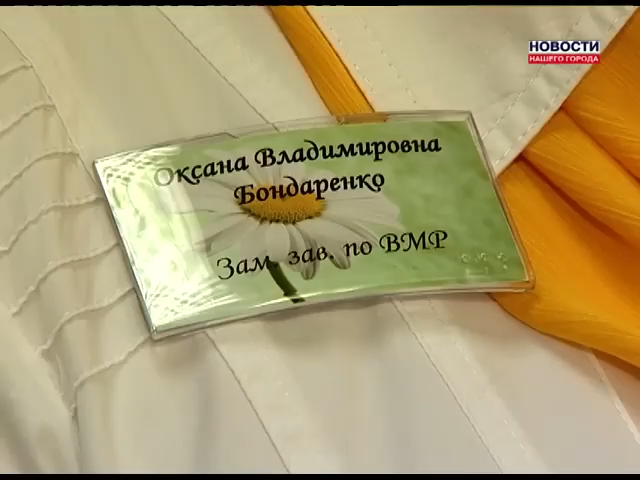 НОВОСТИ
НАШЕГО ГОРОДА
Оксана Владимировна
Бондаренко
Зам. зав. по ВМР